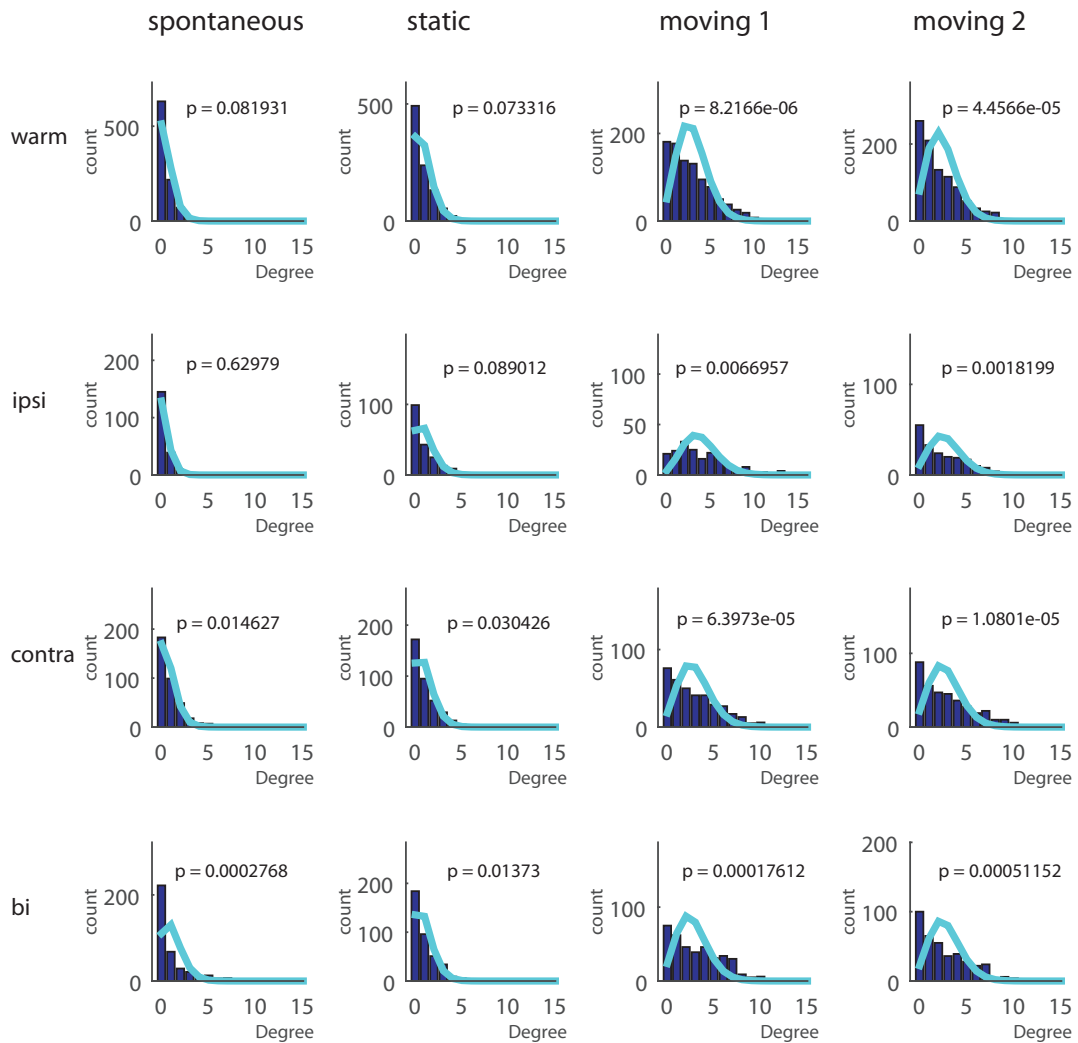 spontaneous static moving 1 moving 2
warm
count 500 0 p = 0.081931 0 5 10 15 Degree
count 500 0 p = 0.073316 0 5 10 15 Degree
count 200 0 p = 8.2166e-06 0 5 10 15 Degree
count 200 0 p = 4.4566e-05 0 5 10 15 Degree
ipsi
count 200 100 0 p = 0.62979 0 5 10 15 Degree
count 100 0 p = 0.089012 0 5 10 15 Degree
count 100 50 0 p = 0.0066957 0 5 10 15 Degree
count 100 0 p = 0.0018199 0 5 10 15 Degree
contra
count 200 100 0 p = 0.014627 0 5 10 15 Degree
count 200 100 0 p = 0.030426 0 5 10 15 Degree
count 100 0 p = 6.3973e-05 0 5 10 15 Degree
count 100 0 p = 1.0801e-05 0 5 10 15 Degree
bi
count 200 0 p = 0.0002768 0 5 10 15 Degree
count 200 100 0 p = 0.01373 0 5 10 15 Degree
count 100 0 p = 0.00017612 0 5 10 15 Degree
count 200 100 0 p = 0.00051152 0 5 10 15 Degree